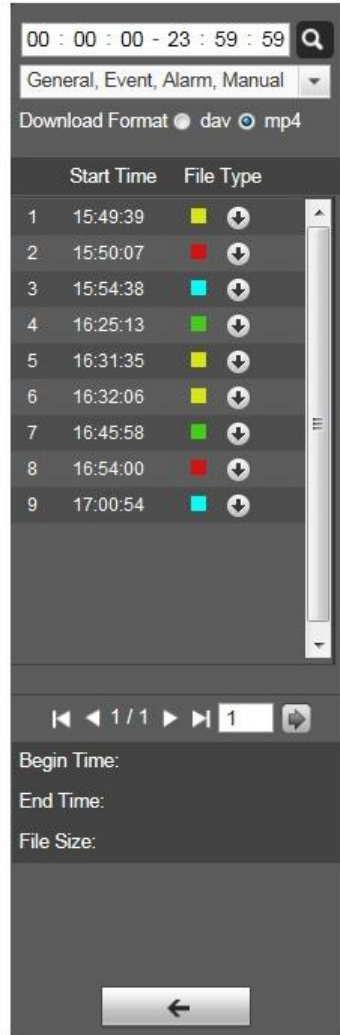 00 : 00 : 00 - 23 : 59 : 59
General, Event, Alarm, Manual
Download Format dav mp4
Start Time File Type
1 15:49:39
2 15:50:07
3 15:54:38
4 16:25:13
5 16:31:35
6 16:32:06
7 16:45:58
8 16:54:00
9 17:00:54
1 / 1 1
Begin Time:
End Time:
File Size: